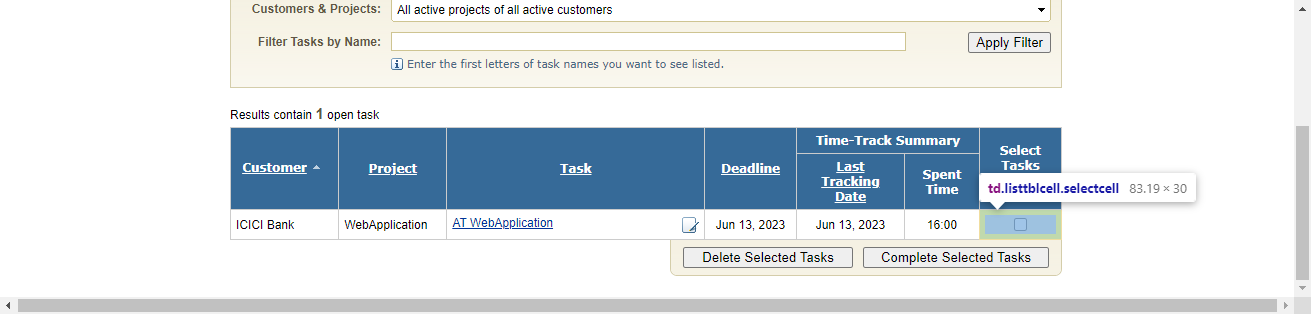 Customers & Projects: All active projects of all active customers
Filter Tasks by Name: Apply Filter
Enter the first letters of task names you want to see listed.
Results contain 1 open task
Customer Project Task Deadline Time-Track Summary Select Tasks
Last Tracking Date Spent Time
td.listtblcell.selectcell 83.19 × 30
ICICI Bank WebApplication AT WebApplication Jun 13, 2023 Jun 13, 2023 16:00
Delete Selected Tasks Complete Selected Tasks